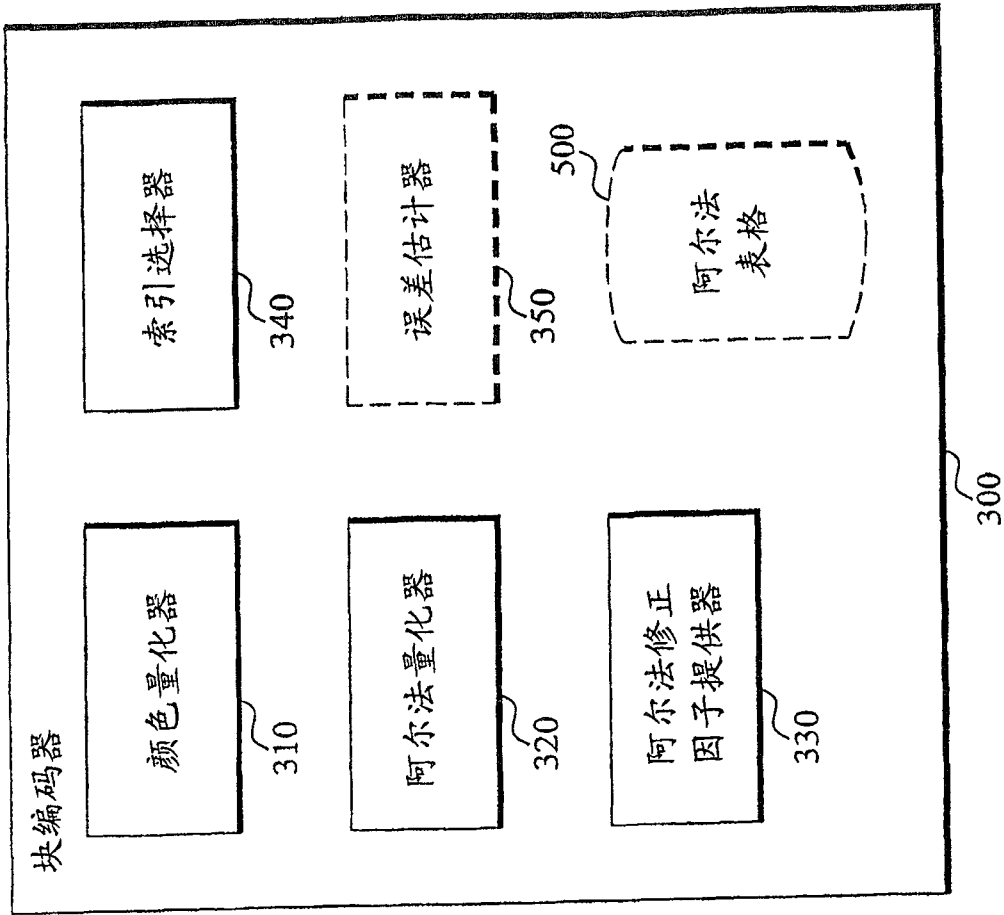 块编码器
颜色量化器
310
索引选择器
340
阿尔法量化器
320
误差估计器
350
阿尔法修正
因子提供器
330
500
阿尔法
表格
300